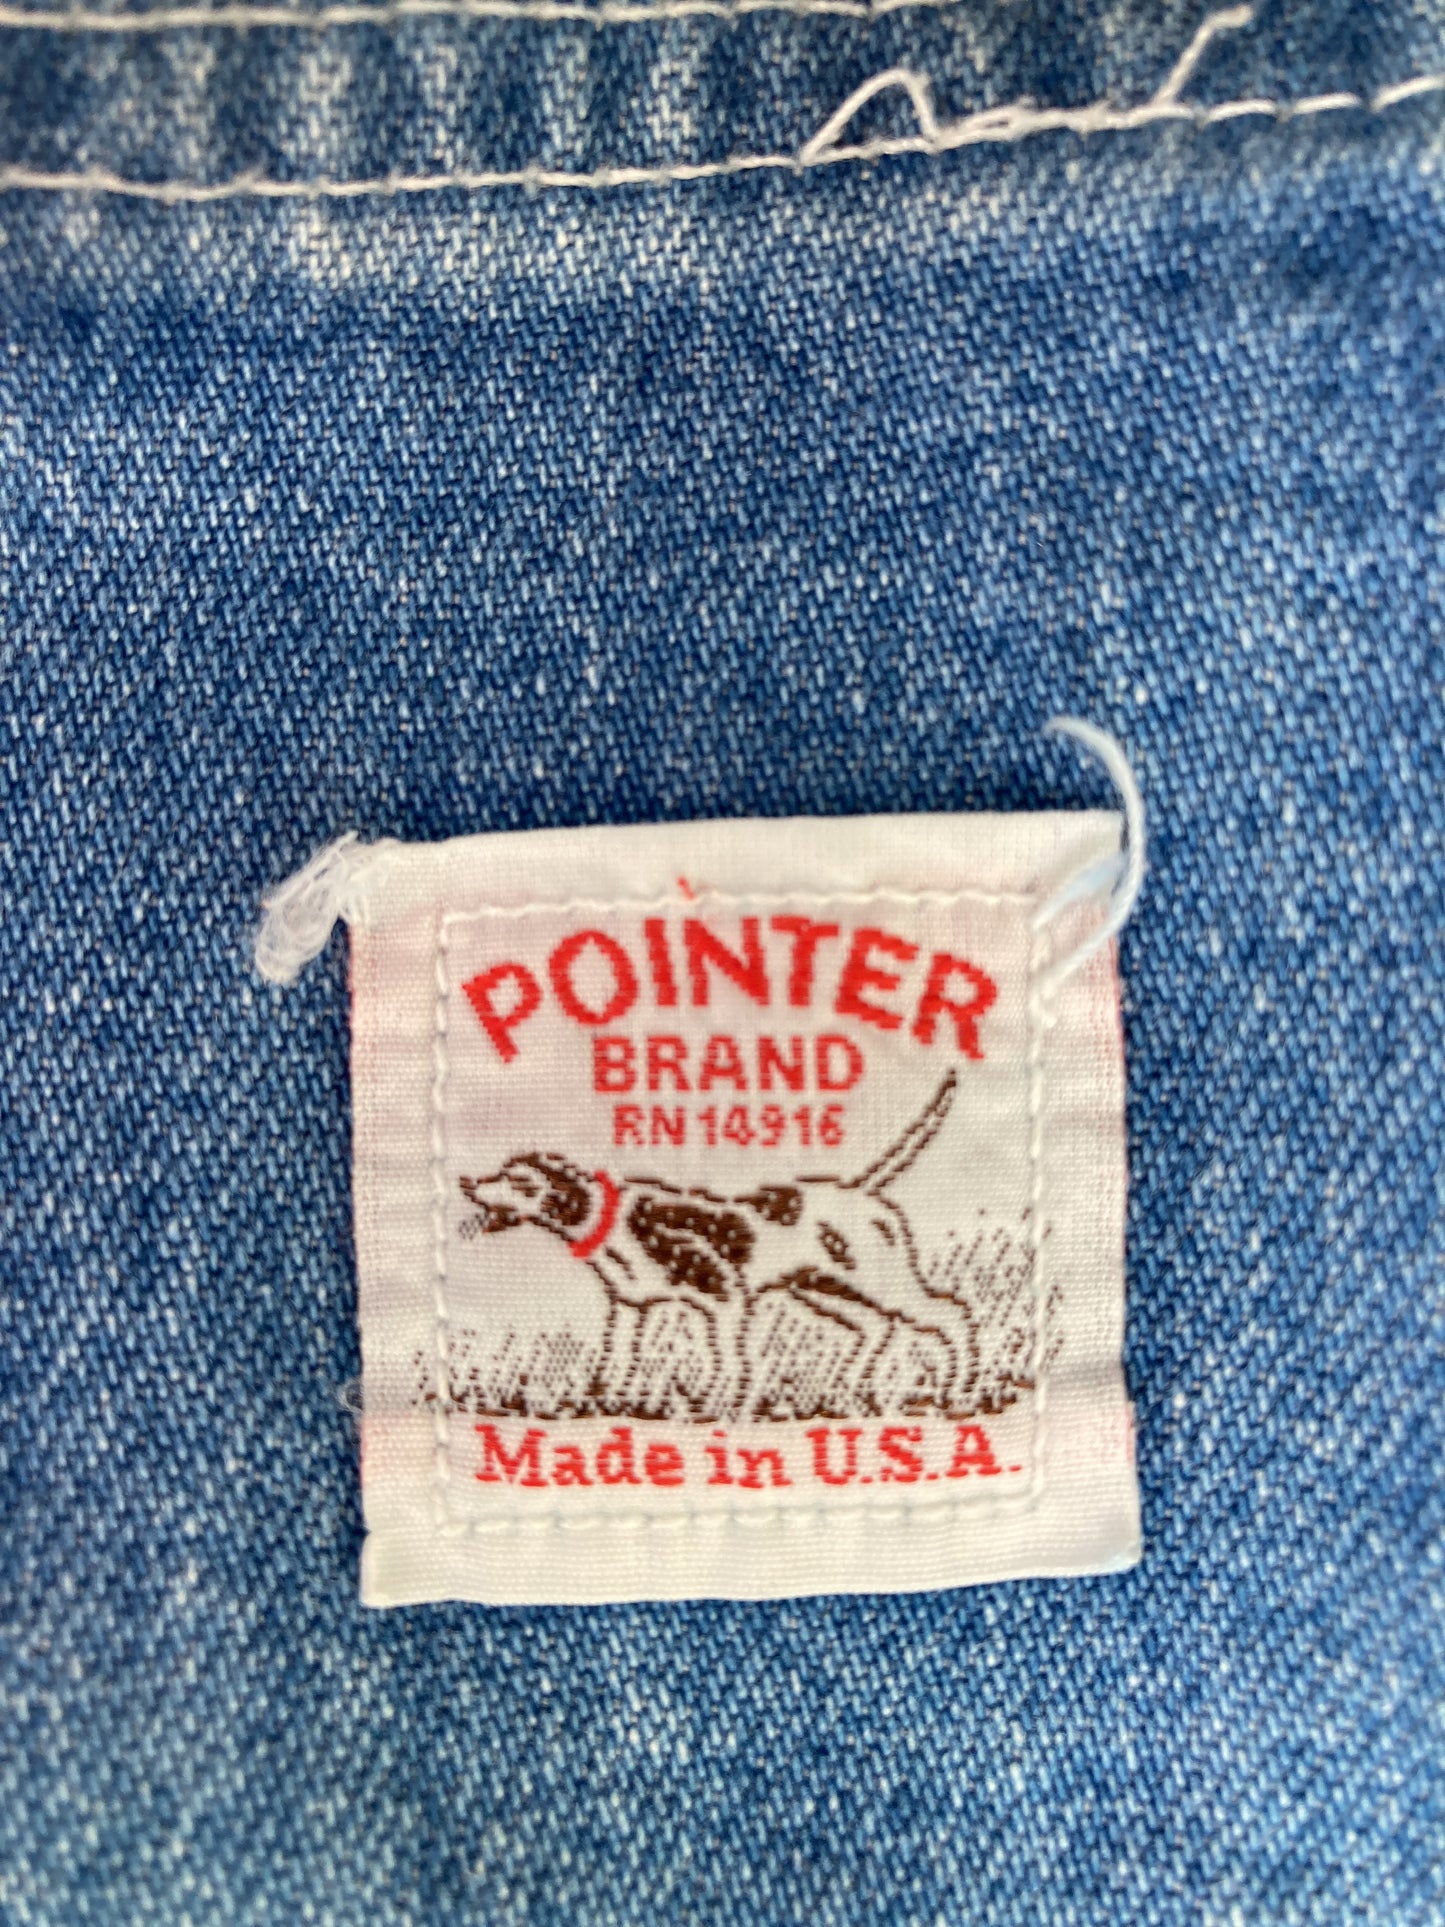 POINTER
BRAND
RN 14916
Made in U.S.A.